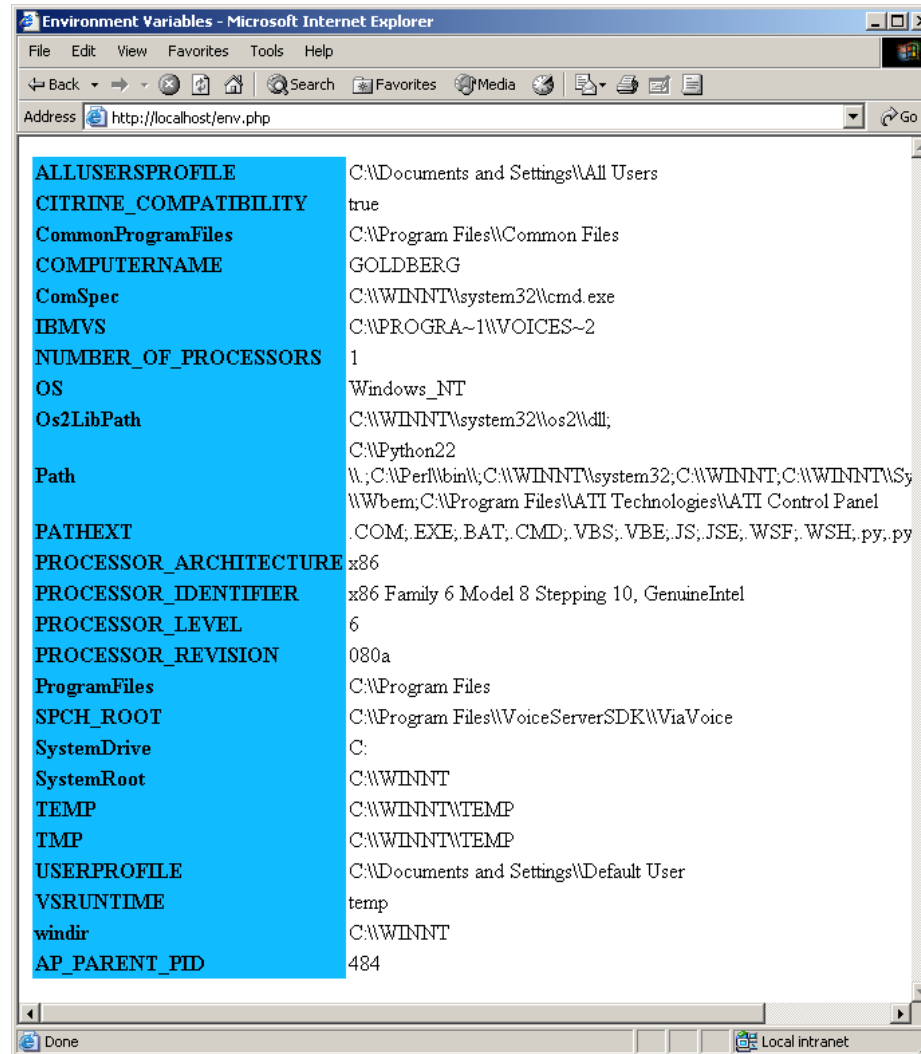 Environment Variables - Microsoft Internet Explorer
File Edit View Favorites Tools Help
Back Search Favorites Media
Address http://localhost/env.php Go
ALLUSERSPROFILE C:\\Documents and Settings\\All Users
CITRINE_COMPATIBILITY true
CommonProgramFiles C:\\Program Files\\Common Files
COMPUTERNAME GOLDBERG
ComSpec C:\\WINNT\\system32\\cmd.exe
IBMVS C:\\PROGRA~1\\VOICES~2
NUMBER_OF_PROCESSORS 1
OS Windows_NT
Os2LibPath C:\\WINNT\\system32\\os2\\dll;
C:\\Python22
Path \\.;C:\\Perl\\bin\\;C:\\WINNT\\system32;C:\\WINNT;C:\\WINNT\\Sy
\\Wbem;C:\\Program Files\\ATI Technologies\\ATI Control Panel
PATHEXT .COM;.EXE;.BAT;.CMD;.VBS;.VBE;.JS;.JSE;.WSF;.WSH;.py;.py
PROCESSOR_ARCHITECTURE x86
PROCESSOR_IDENTIFIER x86 Family 6 Model 8 Stepping 10, GenuineIntel
PROCESSOR_LEVEL 6
PROCESSOR_REVISION 080a
ProgramFiles C:\\Program Files
SPCH_ROOT C:\\Program Files\\VoiceServerSDK\\ViaVoice
SystemDrive C:
SystemRoot C:\\WINNT
TEMP C:\\WINNT\\TEMP
TMP C:\\WINNT\\TEMP
USERPROFILE C:\\Documents and Settings\\Default User
VSRUNTIME temp
windir C:\\WINNT
AP_PARENT_PID 484
Done Local intranet